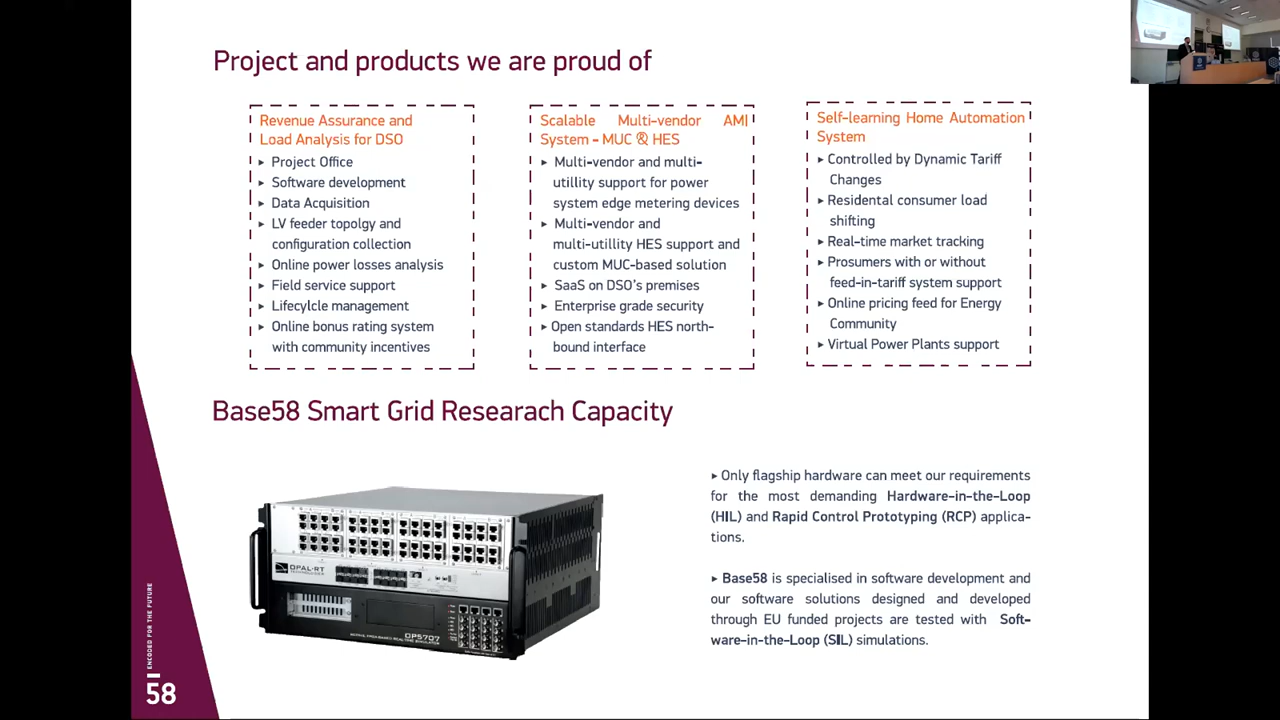 Project and products we are proud of
Revenue Assurance and
Load Analysis for DSO
▸ Project Office
▸ Software development
▸ Data Acquisition
▸ LV feeder topolgy and
configuration collection
▸ Online power losses analysis
▸ Field service support
▸ Lifecylcle management
▸ Online bonus rating system
with community incentives
Scalable Multi-vendor AMI
System - MUC & HES
▸ Multi-vendor and multi-
utillity support for power
system edge metering devices
▸ Multi-vendor and
multi-utillity HES support and
custom MUC-based solution
▸ SaaS on DSO's premises
▸ Enterprise grade security
▸ Open standards HES north-
bound interface
Self-learning Home Automation
System
▸ Controlled by Dynamic Tariff
Changes
▸ Residental consumer load
shifting
▸ Real-time market tracking
▸ Prosumers with or without
feed-in-tariff system support
▸ Online pricing feed for Energy
Community
▸ Virtual Power Plants support
Base58 Smart Grid Researach Capacity
OPAL-RT
TECHNOLOGIES
OP5707
▸ Only flagship hardware can meet our requirements
for the most demanding Hardware-in-the-Loop
(HIL) and Rapid Control Prototyping (RCP) applica-
tions.
▸ Base58 is specialised in software development and
our software solutions designed and developed
through EU funded projects are tested with Soft-
ware-in-the-Loop (SIL) simulations.
ENCODED FOR THE FUTURE
58